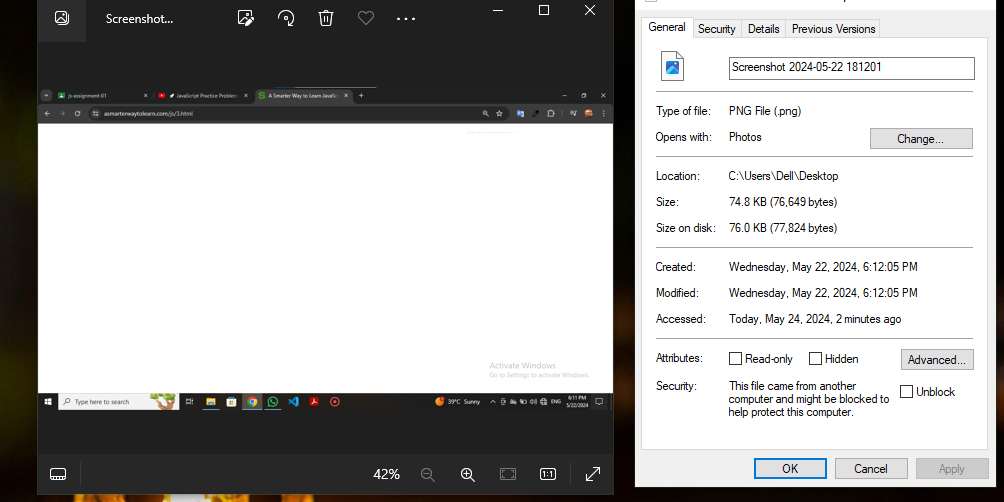 Screenshot...
js-assignment-01
JavaScript Practice Problem
A Smarter Way to Learn JavaSc
asmarterwaytolearn.com/js/3.html
Activate Windows
Go to Settings to activate Windows.
Type here to search
39°C Sunny
ENG
6:11 PM
5/22/2024
42%
1:1
General
Security
Details
Previous Versions
Screenshot 2024-05-22 181201
Type of file: PNG File (.png)
Opens with: Photos
Change...
Location: C:\Users\Dell\Desktop
Size: 74.8 KB (76,649 bytes)
Size on disk: 76.0 KB (77,824 bytes)
Created: Wednesday, May 22, 2024, 6:12:05 PM
Modified: Wednesday, May 22, 2024, 6:12:05 PM
Accessed: Today, May 24, 2024, 2 minutes ago
Attributes: Read-only Hidden Advanced...
Security: This file came from another
computer and might be blocked to
help protect this computer.
Unblock
OK Cancel Apply